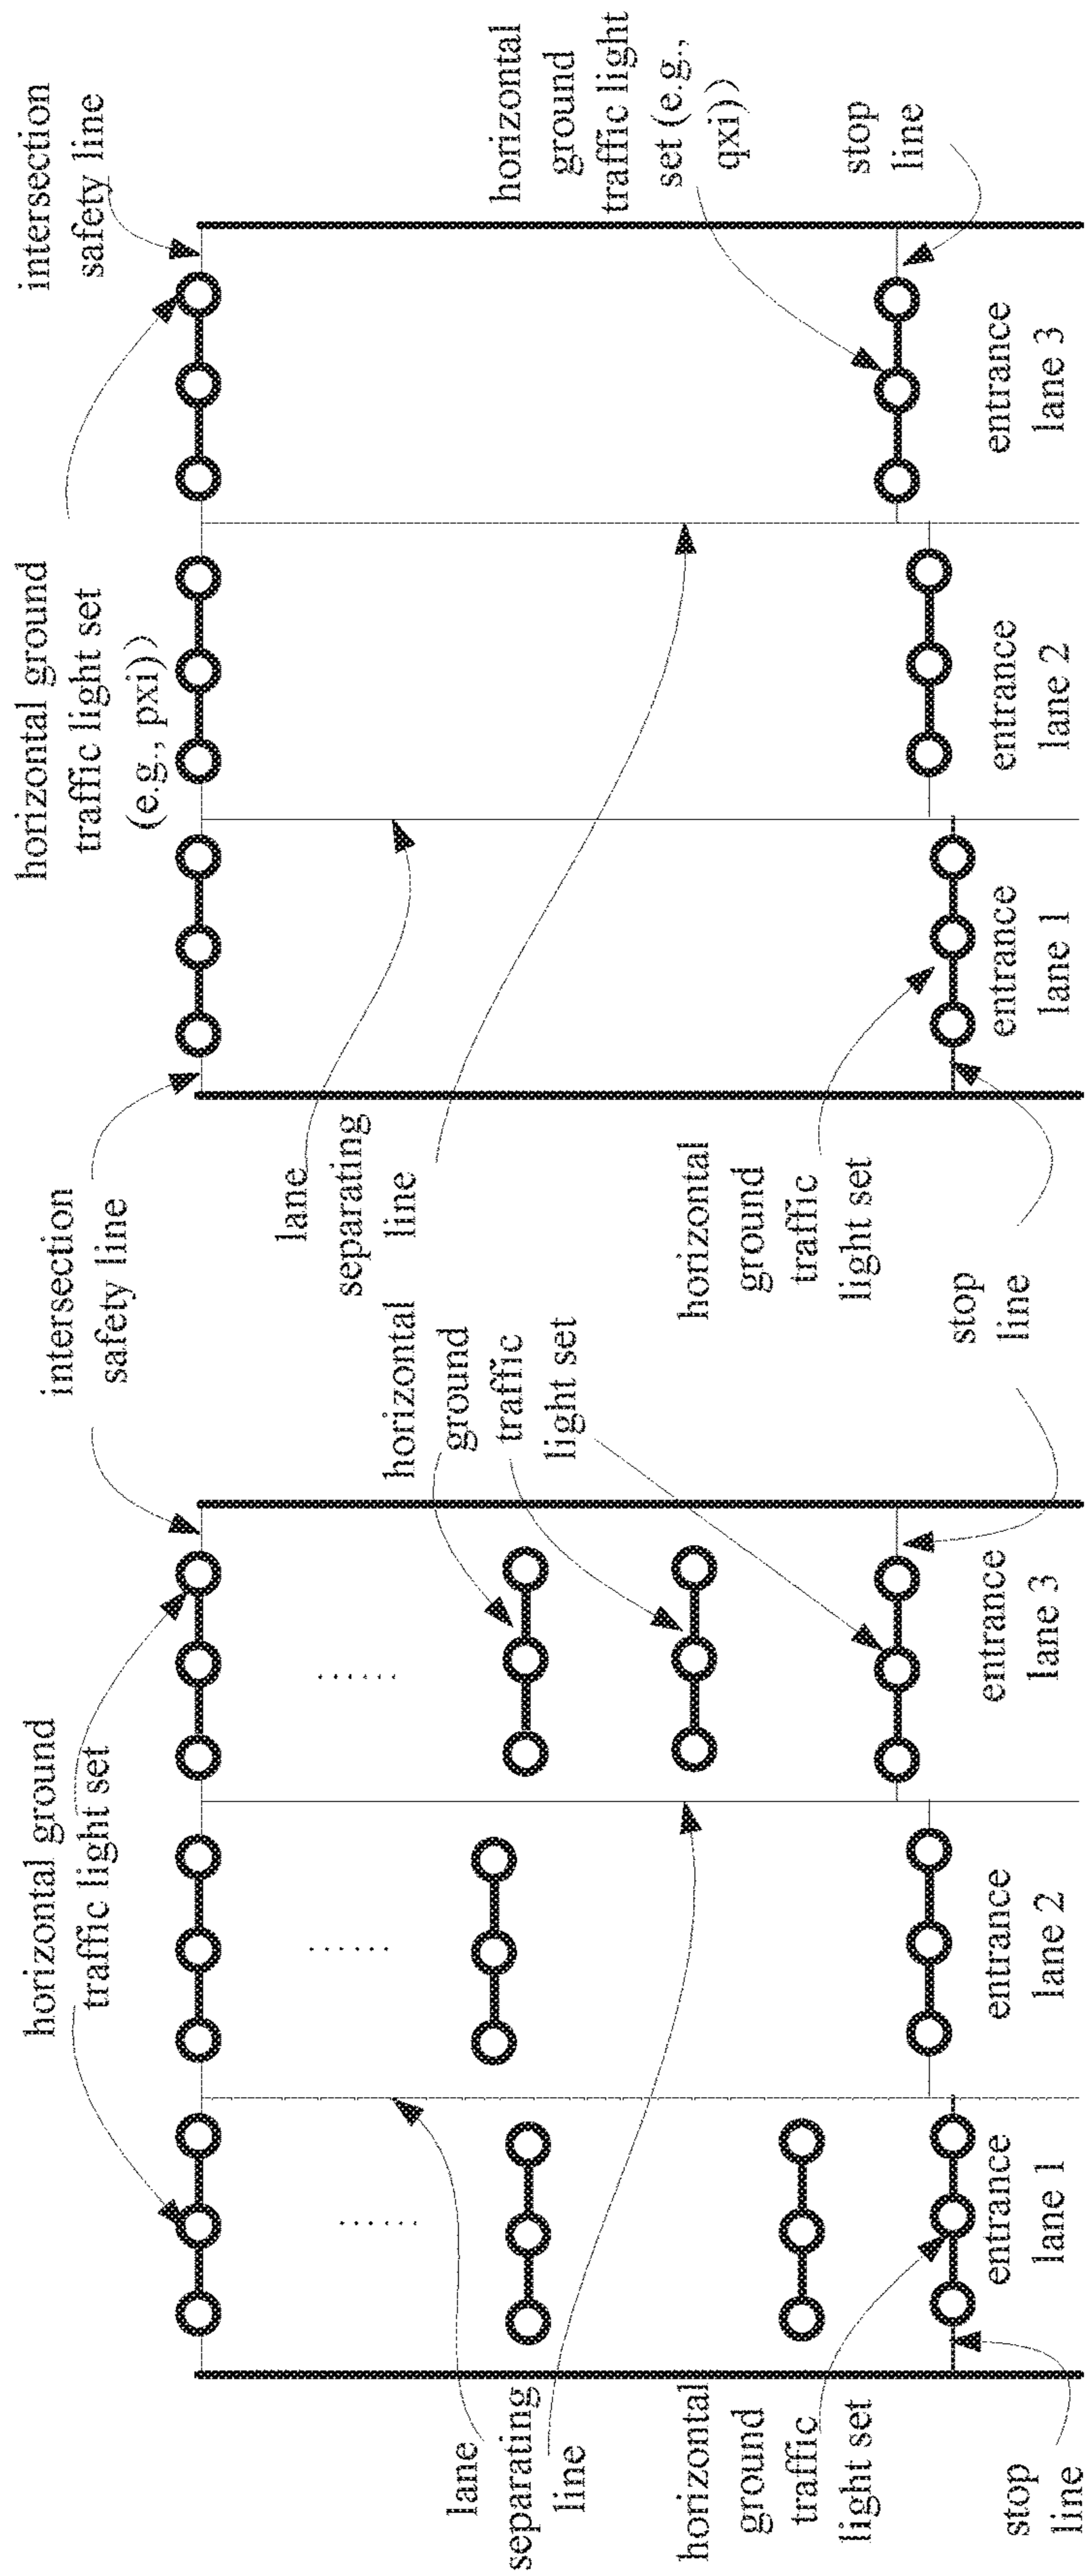 horizontal ground
traffic light set
intersection
safety line
horizontal
ground
traffic
light set
lane
separating
line
horizontal
ground
traffic
light set
stop
line
entrance
lane 1
entrance
lane 2
entrance
lane 3
stop
line
horizontal ground
traffic light set
(e.g., pxi))
intersection
safety line
lane
separating
line
horizontal
ground
traffic
light set
horizontal
ground
traffic light
set (e.g.,
qxi))
stop
line
entrance
lane 1
entrance
lane 2
entrance
lane 3